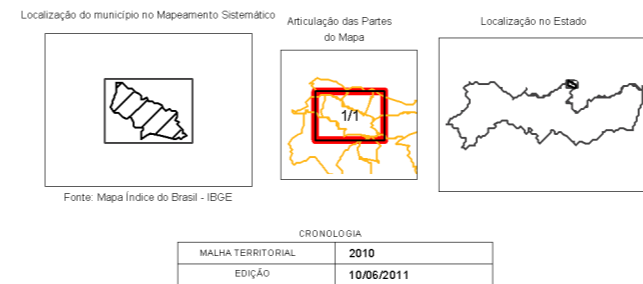 Localização do município no Mapeamento Sistemático
Articulação das Partes
do Mapa
Localização no Estado
1/1
Fonte: Mapa Índice do Brasil - IBGE
CRONOLOGIA
MALHA TERRITORIAL 2010
EDIÇÃO 10/06/2011